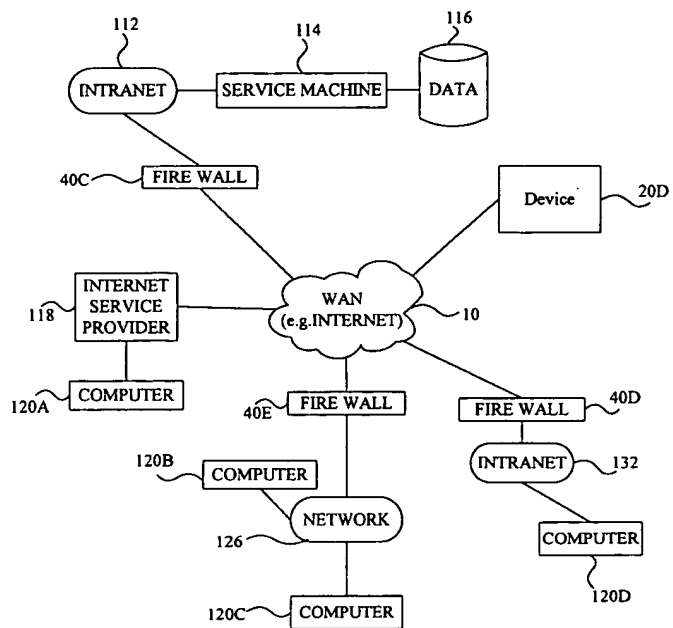 112
114
116
INTRANET
SERVICE MACHINE
DATA
40C
FIRE WALL
Device
20D
INTERNET
SERVICE
PROVIDER
118
WAN
(e.g.INTERNET)
10
COMPUTER
120A
FIRE WALL
40E
FIRE WALL
40D
120B
COMPUTER
INTRANET
132
NETWORK
126
COMPUTER
120D
120C
COMPUTER